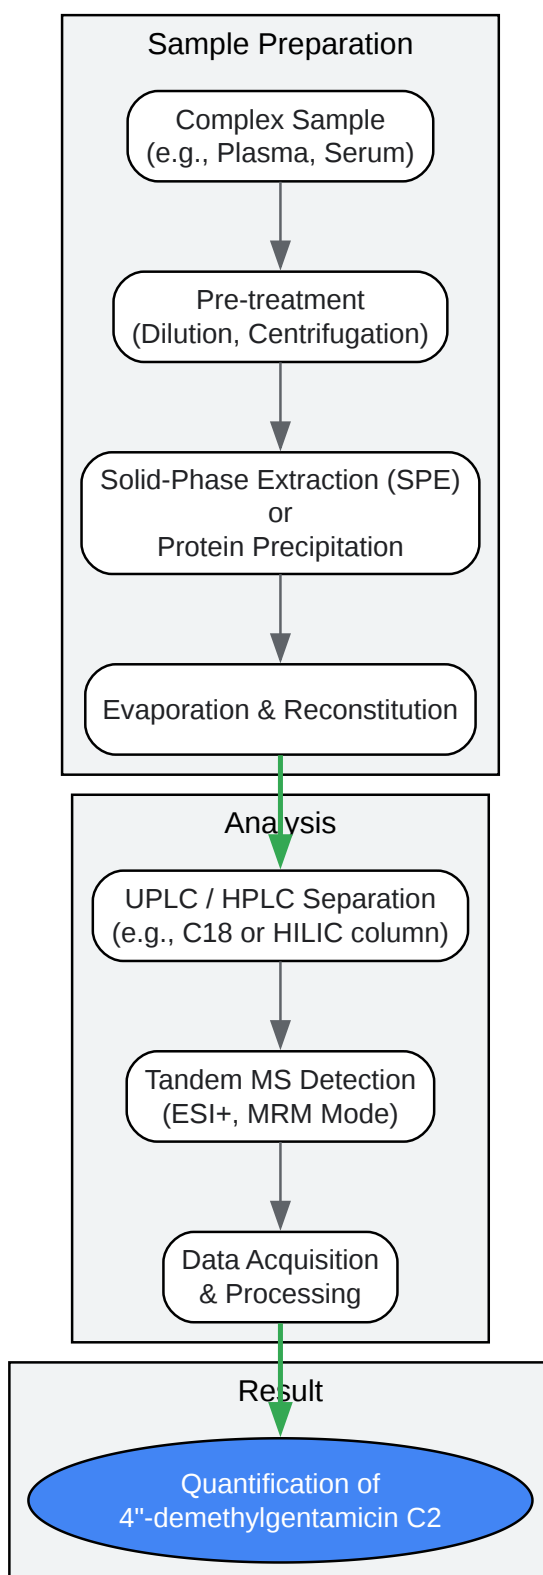 Sample Preparation
Complex Sample
(e.g., Plasma, Serum)
Pre-treatment
(Dilution, Centrifugation)
Solid-Phase Extraction (SPE)
or
Protein Precipitation
Evaporation & Reconstitution
Analysis
UPLC / HPLC Separation
(e.g., C18 or HILIC column)
Tandem MS Detection
(ESI+, MRM Mode)
Data Acquisition
& Processing
Result
Quantification of
4"-demethylgentamicin C2